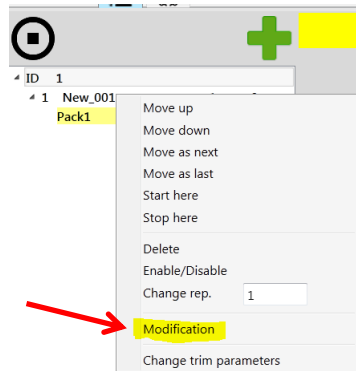 ID 1
1 New_001
Pack1
Move up
Move down
Move as next
Move as last
Start here
Stop here
Delete
Enable/Disable
Change rep. 1
Modification
Change trim parameters